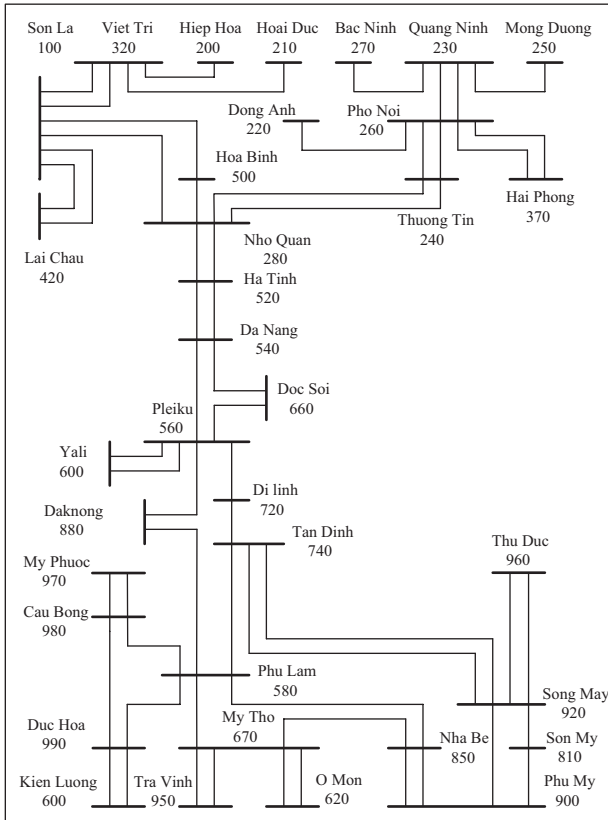 Son La
100
Viet Tri
320
Hiep Hoa
200
Hoai Duc
210
Bac Ninh
270
Quang Ninh
230
Mong Duong
250
Dong Anh
220
Pho Noi
260
Hoa Binh
500
Hai Phong
370
Thuong Tin
240
Lai Chau
420
Nho Quan
280
Ha Tinh
520
Da Nang
540
Doc Soi
660
Pleiku
560
Yali
600
Di linh
720
Daknong
880
Tan Dinh
740
Thu Duc
960
My Phuoc
970
Cau Bong
980
Phu Lam
580
Song May
920
Duc Hoa
990
My Tho
670
Nha Be
850
Son My
810
Kien Luong
600
Tra Vinh
950
O Mon
620
Phu My
900